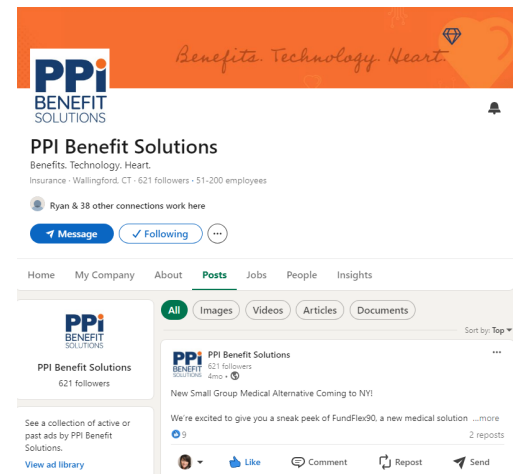 Benefits. Technology. Heart.
PPi
BENEFIT
SOLUTIONS
PPI Benefit Solutions
Benefits. Technology. Heart.
Insurance · Wallingford, CT · 621 followers · 51-200 employees
Ryan & 38 other connections work here
Message
✓ Following
Home My Company About Posts Jobs People Insights
All Images Videos Articles Documents
Sort by: Top
PPi
BENEFIT
SOLUTIONS
PPI Benefit Solutions
621 followers
See a collection of active or
past ads by PPI Benefit
Solutions.
View ad library
PPi
BENEFIT
SOLUTIONS
PPI Benefit Solutions
621 followers
4mo •
New Small Group Medical Alternative Coming to NY!
We're excited to give you a sneak peek of FundFlex90, a new medical solution ...more
9
2 reposts
Like Comment Repost Send